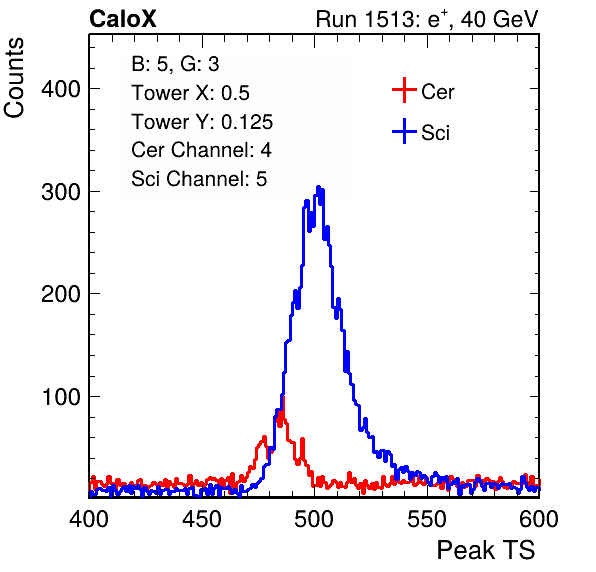 CaloX
Run 1513: e+, 40 GeV
Counts
B: 5, G: 3
Tower X: 0.5
Tower Y: 0.125
Cer Channel: 4
Sci Channel: 5
Cer
Sci
400
300
200
100
400 450 500 550 600
Peak TS